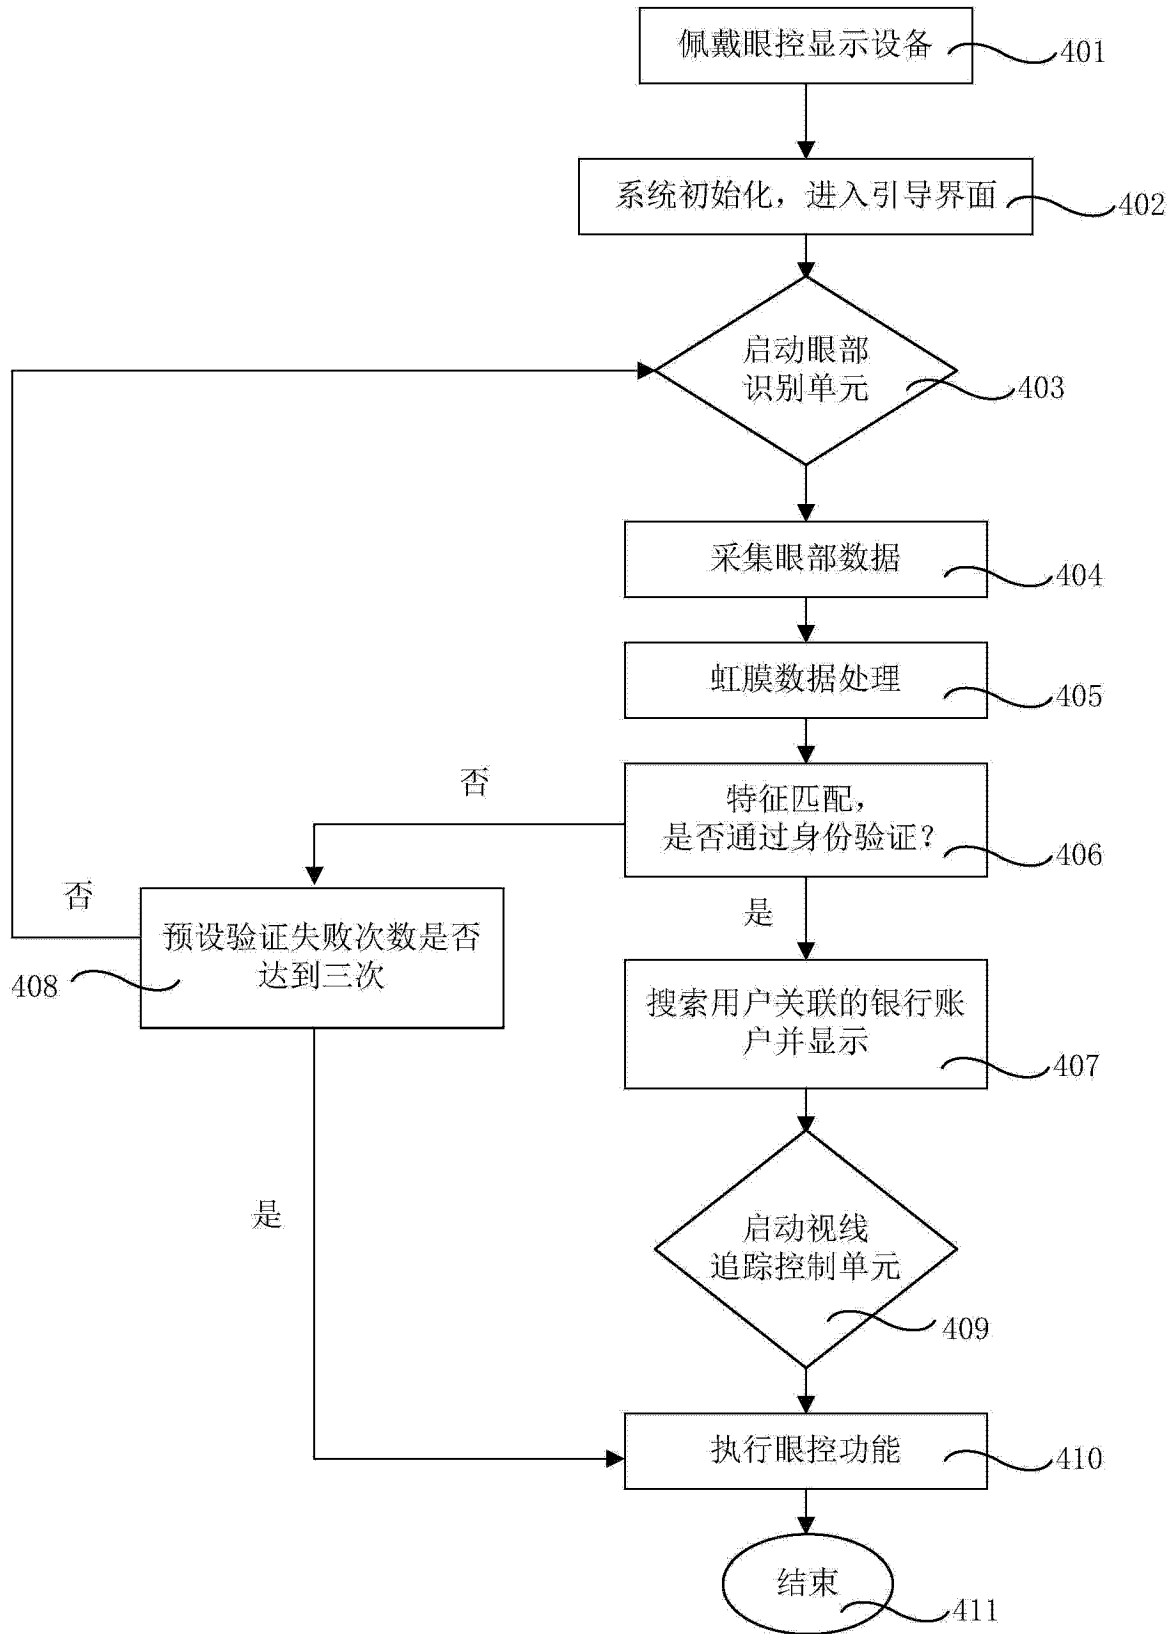 佩戴眼控显示设备
401
系统初始化，进入引导界面
402
启动眼部
识别单元
403
采集眼部数据
404
虹膜数据处理
405
否
特征匹配，
是否通过身份验证？
406
否
是
预设验证失败次数是否
达到三次
408
搜索用户关联的银行账
户并显示
407
是
启动视线
追踪控制单元
409
执行眼控功能
410
结束
411